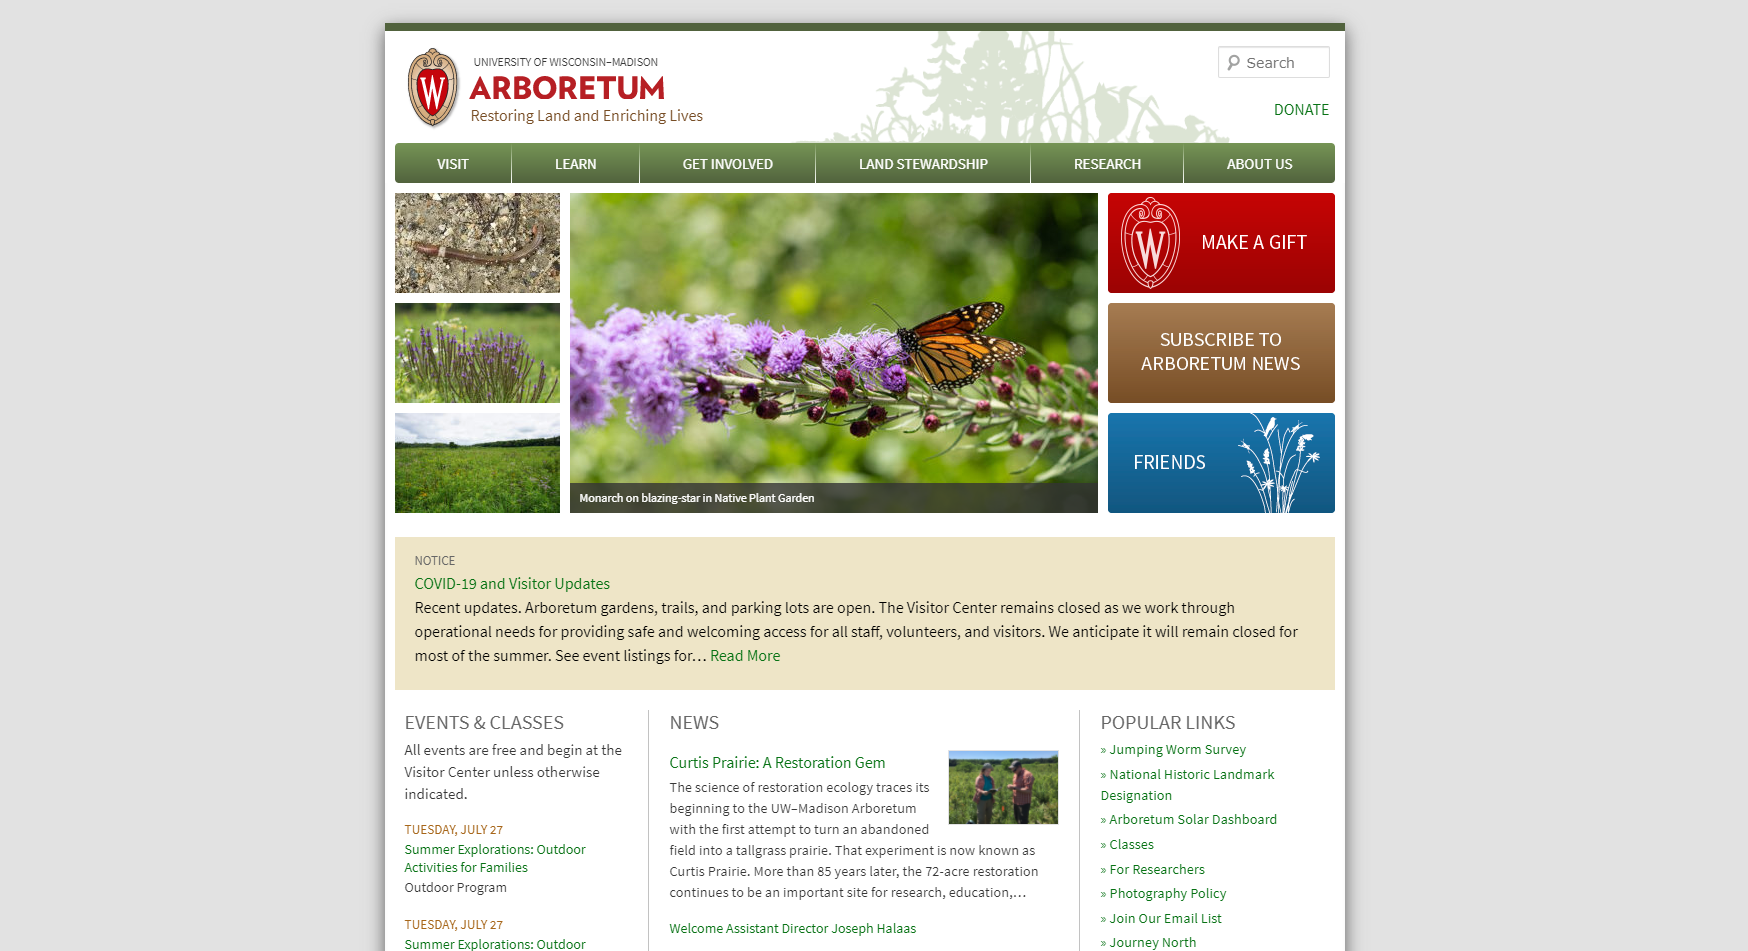 UNIVERSITY OF WISCONSIN–MADISON
ARBORETUM
Restoring Land and Enriching Lives
Search
DONATE
VISIT
LEARN
GET INVOLVED
LAND STEWARDSHIP
RESEARCH
ABOUT US
W
MAKE A GIFT
SUBSCRIBE TO
ARBORETUM NEWS
FRIENDS
Monarch on blazing-star in Native Plant Garden
NOTICE
COVID-19 and Visitor Updates
Recent updates. Arboretum gardens, trails, and parking lots are open. The Visitor Center remains closed as we work through
operational needs for providing safe and welcoming access for all staff, volunteers, and visitors. We anticipate it will remain closed for
most of the summer. See event listings for… Read More
EVENTS & CLASSES
All events are free and begin at the
Visitor Center unless otherwise
indicated.
TUESDAY, JULY 27
Summer Explorations: Outdoor
Activities for Families
Outdoor Program
TUESDAY, JULY 27
Summer Explorations: Outdoor
NEWS
Curtis Prairie: A Restoration Gem
The science of restoration ecology traces its
beginning to the UW–Madison Arboretum
with the first attempt to turn an abandoned
field into a tallgrass prairie. That experiment is now known as
Curtis Prairie. More than 85 years later, the 72-acre restoration
continues to be an important site for research, education,…
Welcome Assistant Director Joseph Halaas
POPULAR LINKS
» Jumping Worm Survey
» National Historic Landmark
Designation
» Arboretum Solar Dashboard
» Classes
» For Researchers
» Photography Policy
» Join Our Email List
» Journey North